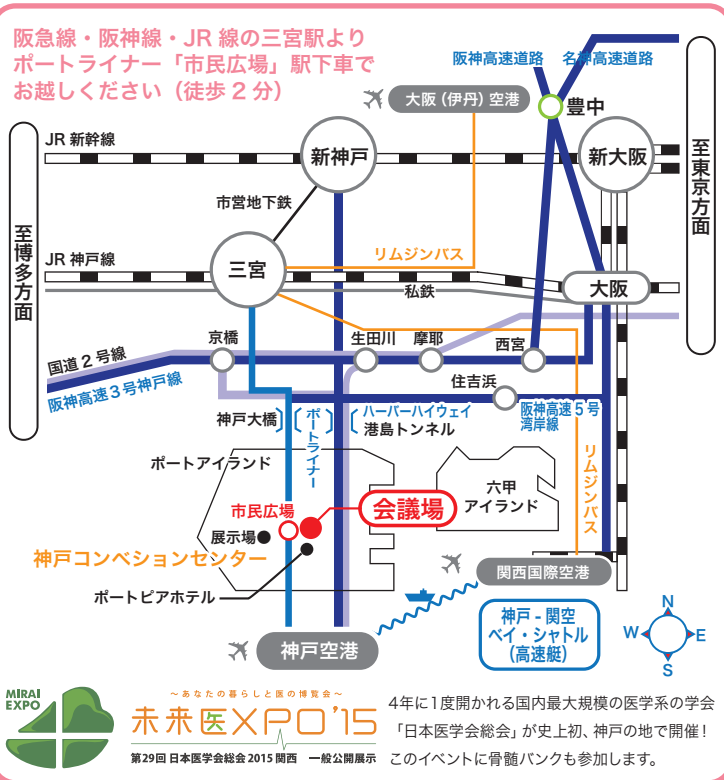 阪急線・阪神線・JR 線の三宮駅より
ポートライナー「市民広場」駅下車で
お越しください（徒歩 2 分）
阪神高速道路
名神高速道路
大阪（伊丹）空港
豊中
至東京方面
JR 新幹線
新神戸
新大阪
市営地下鉄
至博多方面
リムジンバス
JR 神戸線
三宮
私鉄
大阪
京橋
生田川
摩耶
西宮
国道２号線
阪神高速３号神戸線
住吉浜
神戸大橋
ポートライナー
ハーバーハイウェイ
港島トンネル
阪神高速５号
湾岸線
リムジンバス
ポートアイランド
六甲
アイランド
市民広場
会議場
展示場
神戸コンベションセンター
ポートピアホテル
関西国際空港
神戸 - 関空
ベイ・シャトル
(高速艇)
N
W
E
S
神戸空港
MIRAI
EXPO
～あなたの暮らしと医の博覧会～
未来医EXPO'15
第29回 日本医学会総会 2015 関西　一般公開展示
4年に1度開かれる国内最大規模の医学系の学会
「日本医学会総会」が史上初、神戸の地で開催！
このイベントに骨髄バンクも参加します。